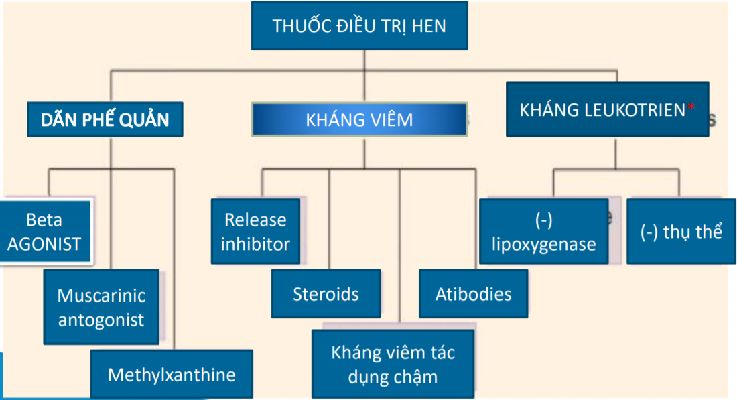 THUỐC ĐIỀU TRỊ HEN
DÃN PHẾ QUẢN
KHÁNG VIÊM
KHÁNG LEUKOTRIEN*
Beta
AGONIST
Muscarinic
antogonist
Methylxanthine
Release
inhibitor
Steroids
Kháng viêm tác
dụng chậm
Atibodies
(-)
lipoxygenase
(-) thụ thể